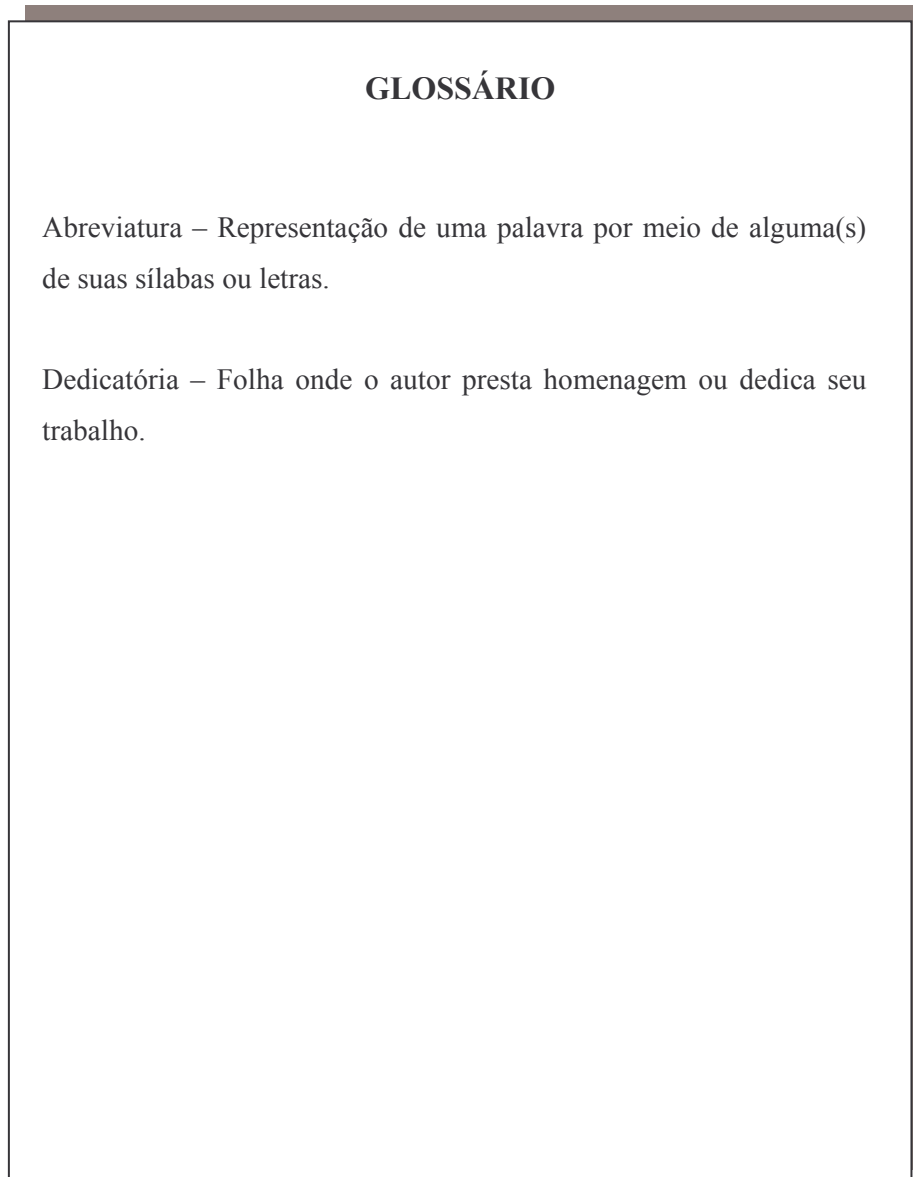 GLOSSÁRIO
Abreviatura – Representação de uma palavra por meio de alguma(s)
de suas sílabas ou letras.
Dedicatória – Folha onde o autor presta homenagem ou dedica seu
trabalho.